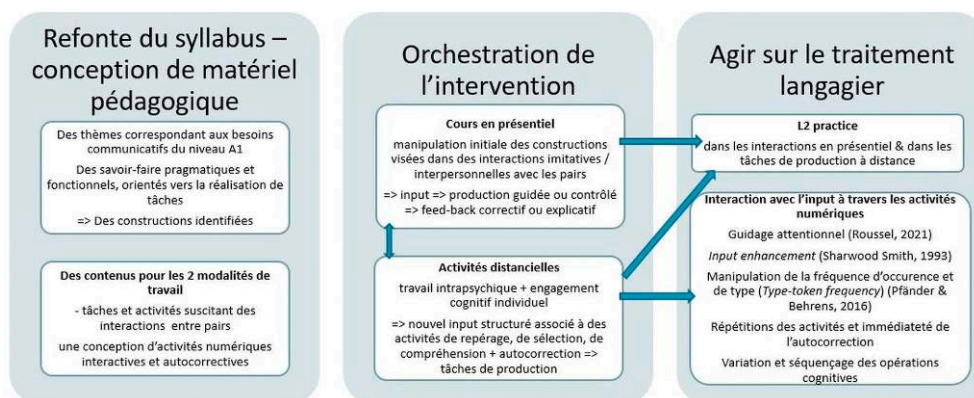 Refonte du syllabus –
conception de matériel
pédagogique
Des thèmes correspondant aux besoins
communicatifs du niveau A1
Des savoir-faire pragmatiques et
fonctionnels, orientés vers la réalisation de
tâches
=> Des constructions identifiées
Des contenus pour les 2 modalités de
travail
- tâches et activités suscitant des
interactions entre pairs
une conception d'activités numériques
interactives et autocorrectives
Orchestration de
l'intervention
Cours en présentiel
manipulation initiale des constructions
visées dans des interactions imitatives /
interpersonnelles avec les pairs
=> input => production guidée ou contrôlé
=> feed-back correctif ou explicatif
Activités distancielles
travail intrapsychique + engagement
cognitif individuel
=> nouvel input structuré associé à des
activités de repérage, de sélection, de
compréhension + autocorrection =>
tâches de production
Agir sur le traitement
langagier
L2 practice
dans les interactions en présentiel & dans les
tâches de production à distance
Interaction avec l'input à travers les activités
numériques
Guidage attentionnel (Roussel, 2021)
Input enhancement (Sharwood Smith, 1993)
Manipulation de la fréquence d'occurence et
de type (Type-token frequency) (Pfänder &
Behrens, 2016)
Répétitions des activités et immédiateté de
l'autocorrection
Variation et séquençage des opérations
cognitives